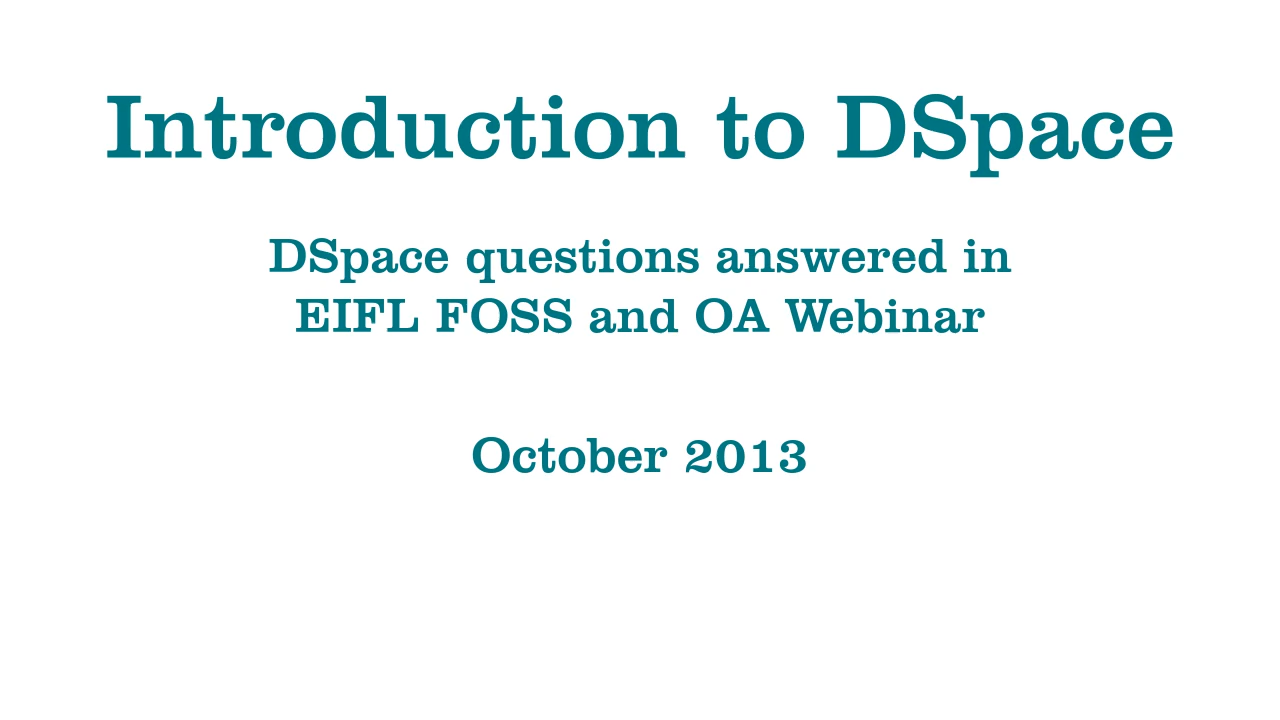 Introduction to DSpace
DSpace questions answered in
EIFL FOSS and OA Webinar
October 2013